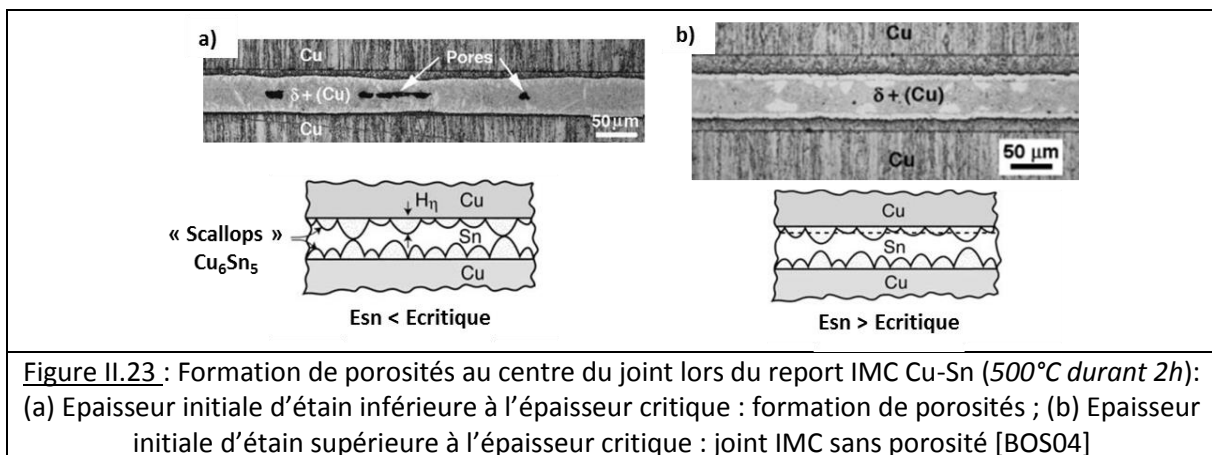 a)
Cu
Pores
δ + (Cu)
Cu
50 μm
b)
Cu
δ + (Cu)
50 μm
Cu
Hη
Cu
« Scallops »
Cu6Sn5
Sn
Cu
Esn < Ecritique
Cu
Sn
Cu
Esn > Ecritique
Figure II.23 : Formation de porosités au centre du joint lors du report IMC Cu-Sn (500°C durant 2h):
(a) Epaisseur initiale d’étain inférieure à l’épaisseur critique : formation de porosités ; (b) Epaisseur
initiale d’étain supérieure à l’épaisseur critique : joint IMC sans porosité [BOS04]